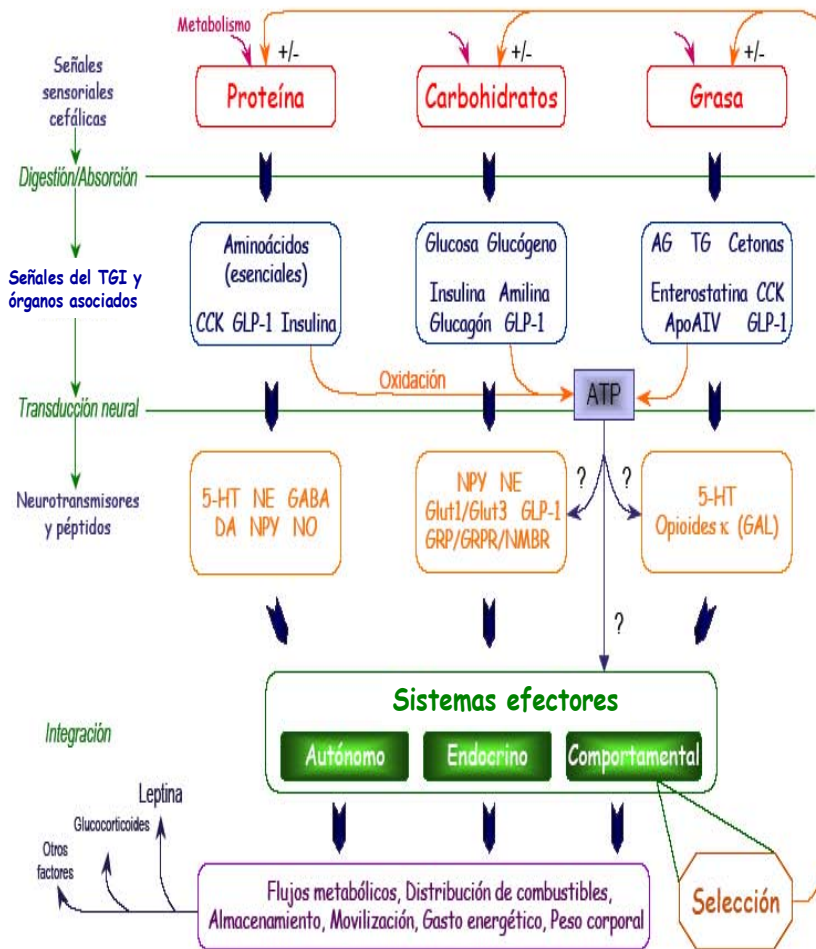 Metabolismo
+/-
+/-
+/-
Señales
sensoriales
cefálicas
Proteína
Carbohidratos
Grasa
Digestión/Absorción
Señales del TGI y
órganos asociados
Aminoácidos
(esenciales)
CCK GLP-1 Insulina
Glucosa Glucógeno
Insulina Amilina
Glucagón GLP-1
AG TG Cetonas
Enterostatina CCK
ApoAIV GLP-1
Oxidación
ATP
Transducción neural
Neurotransmisores
y péptidos
5-HT NE GABA
DA NPY NO
NPY NE
Glut1/Glut3 GLP-1
GRP/GRPR/NMBR
?
?
5-HT
Opioides κ (GAL)
?
Sistemas efectores
Integración
Autónomo
Endocrino
Comportamental
Leptina
Glucocorticoides
Otros
factores
Flujos metabólicos, Distribución de combustibles,
Almacenamiento, Movilización, Gasto energético, Peso corporal
Selección